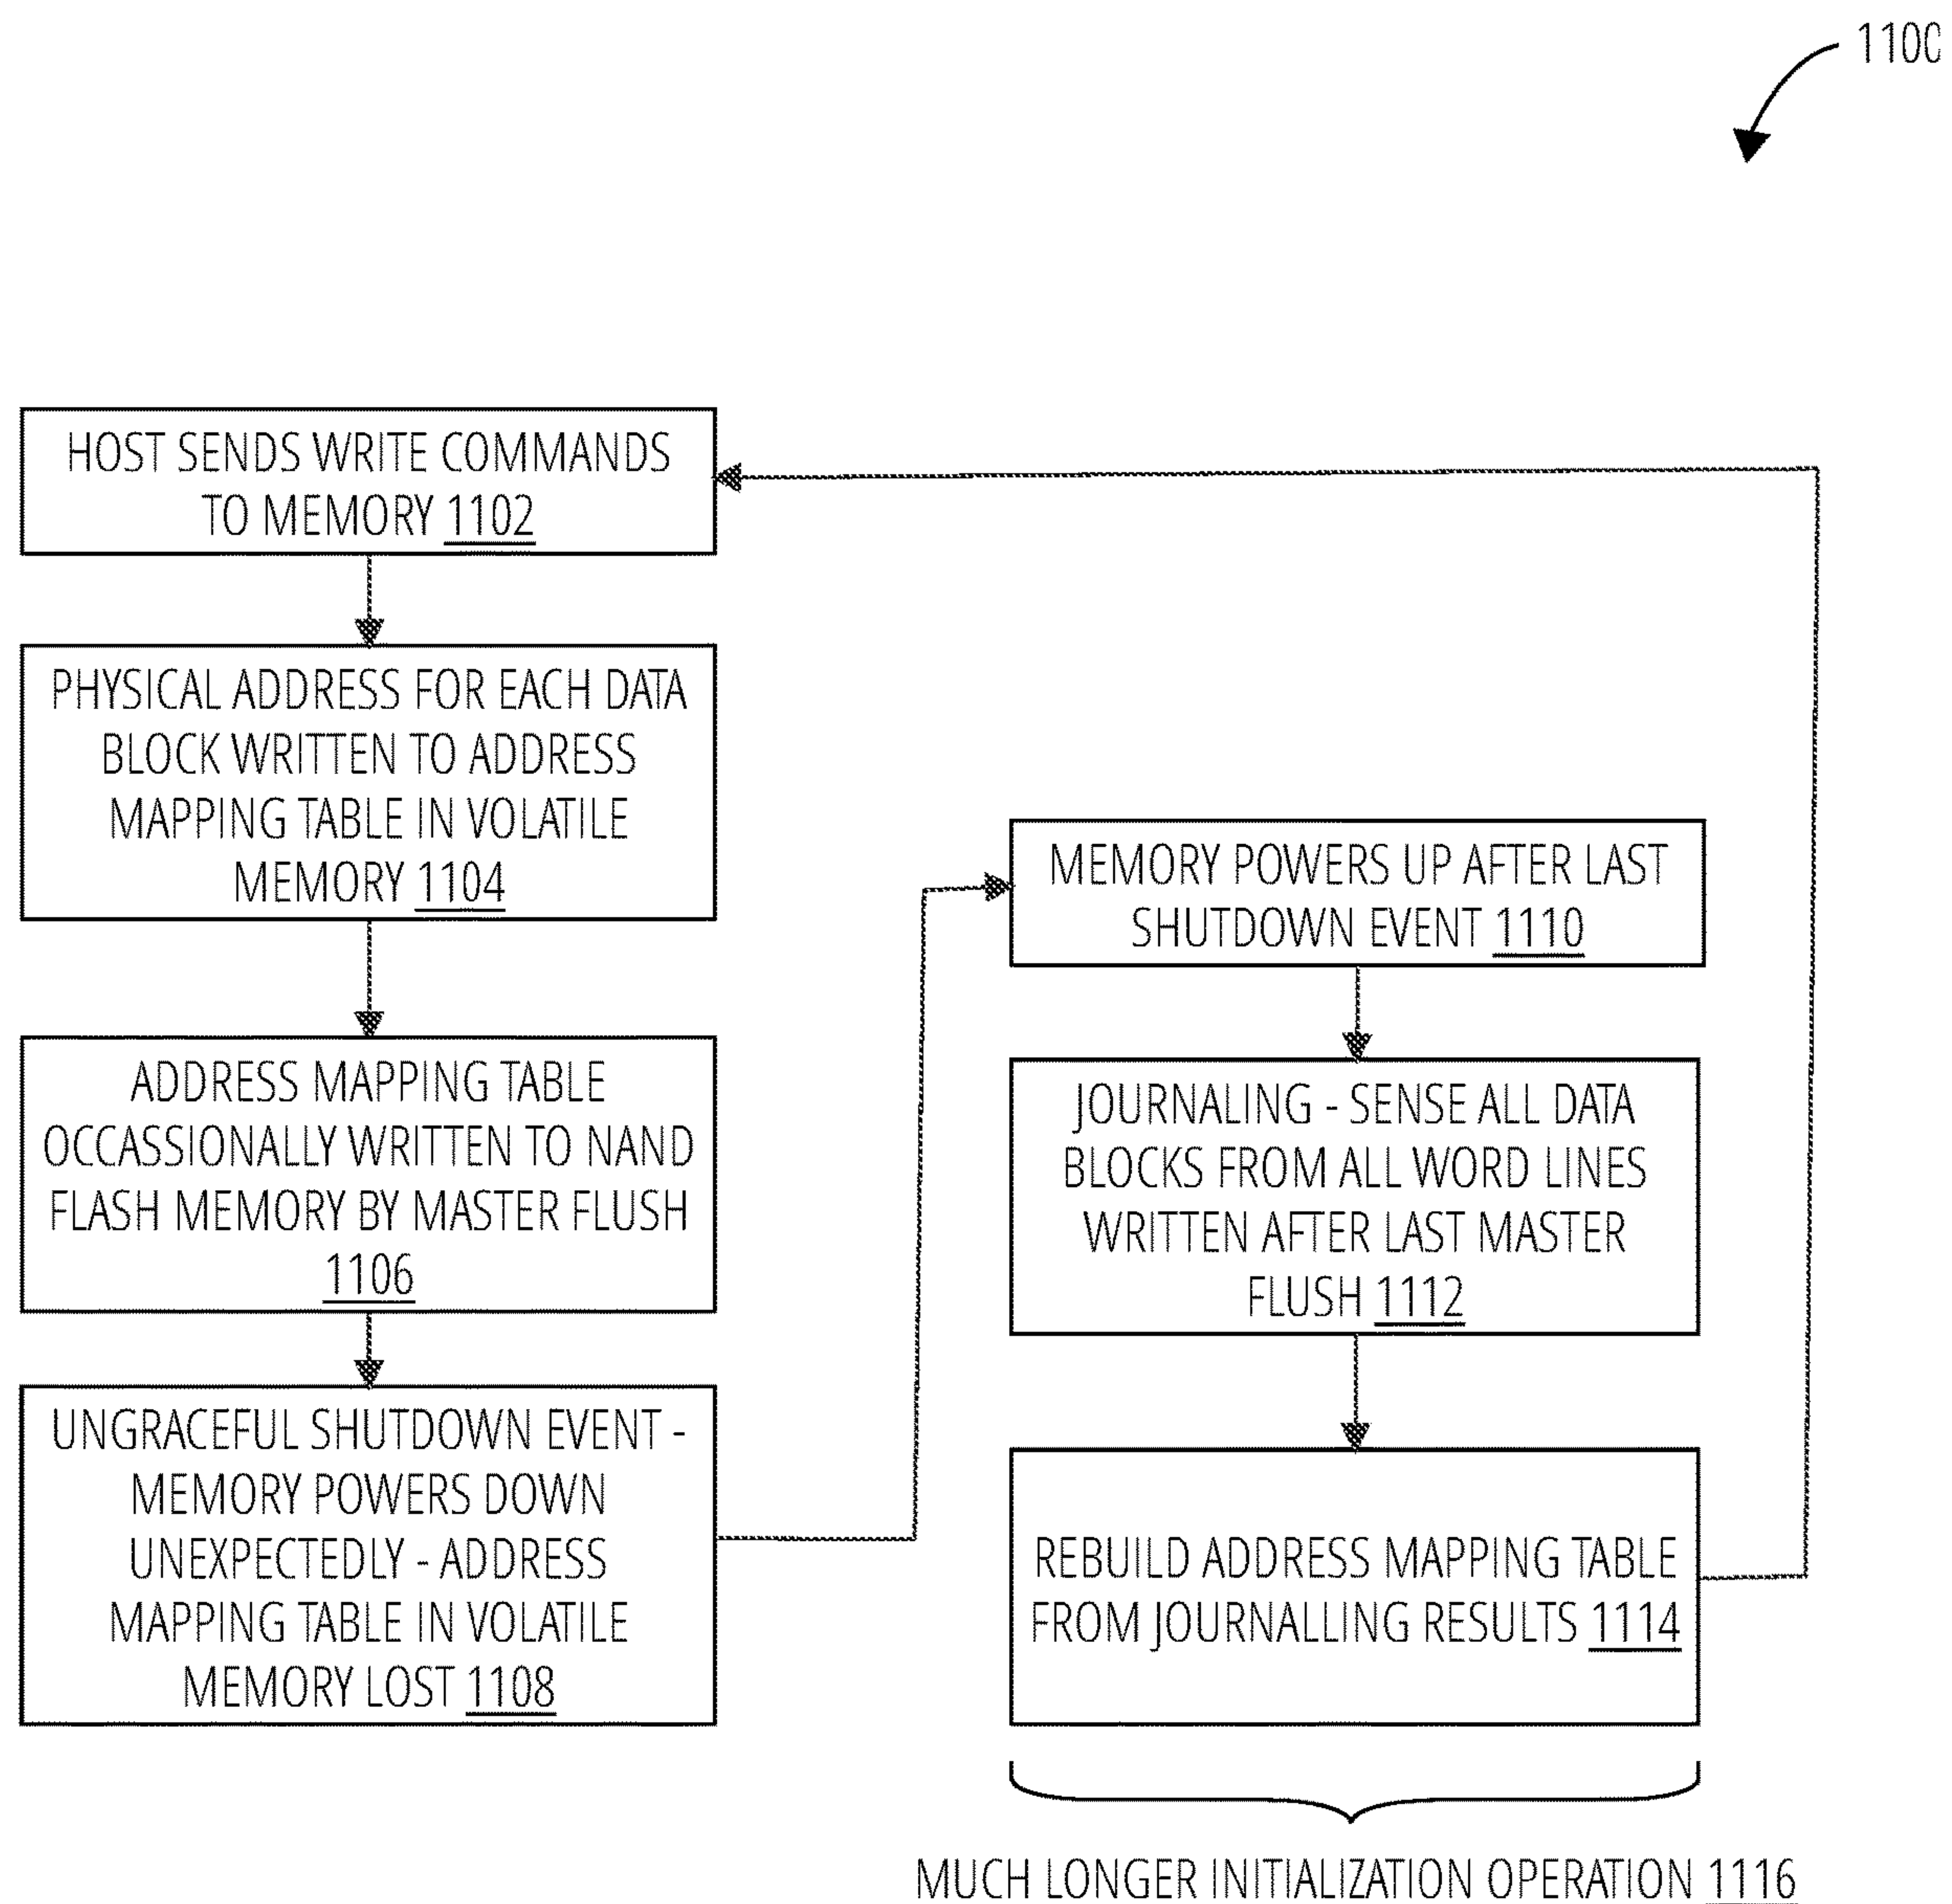 1100
HOST SENDS WRITE COMMANDS
TO MEMORY 1102
PHYSICAL ADDRESS FOR EACH DATA
BLOCK WRITTEN TO ADDRESS
MAPPING TABLE IN VOLATILE
MEMORY 1104
ADDRESS MAPPING TABLE
OCCASSIONALLY WRITTEN TO NAND
FLASH MEMORY BY MASTER FLUSH
1106
UNGRACEFUL SHUTDOWN EVENT -
MEMORY POWERS DOWN
UNEXPECTEDLY - ADDRESS
MAPPING TABLE IN VOLATILE
MEMORY LOST 1108
MEMORY POWERS UP AFTER LAST
SHUTDOWN EVENT 1110
JOURNALING - SENSE ALL DATA
BLOCKS FROM ALL WORD LINES
WRITTEN AFTER LAST MASTER
FLUSH 1112
REBUILD ADDRESS MAPPING TABLE
FROM JOURNALLING RESULTS 1114
MUCH LONGER INITIALIZATION OPERATION 1116